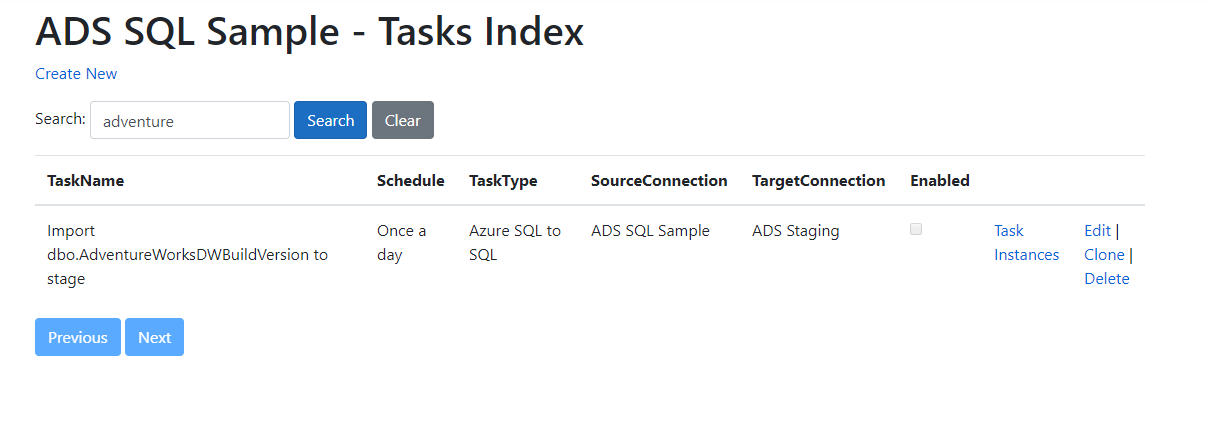 ADS SQL Sample - Tasks Index
Create New
Search: adventure Search Clear
TaskName Schedule TaskType SourceConnection TargetConnection Enabled
Import Once a Azure SQL to ADS SQL Sample ADS Staging Task Edit |
dbo.AdventureWorksDWBuildVersion to day SQL Instances Clone |
stage Delete
Previous Next